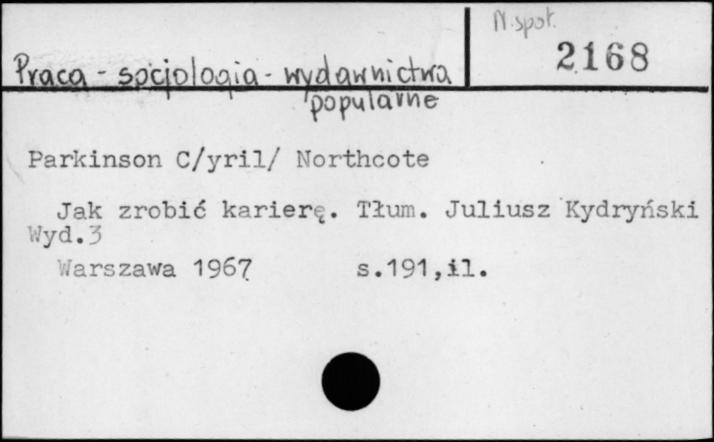 N. społ.
2168
Praca - socjologia - wydawnictwa
popularne
Parkinson C/yril/ Northcote
Jak zrobić karierę. Tłum. Juliusz Kydryński
Wyd.3
Warszawa 1967 s.191,il.